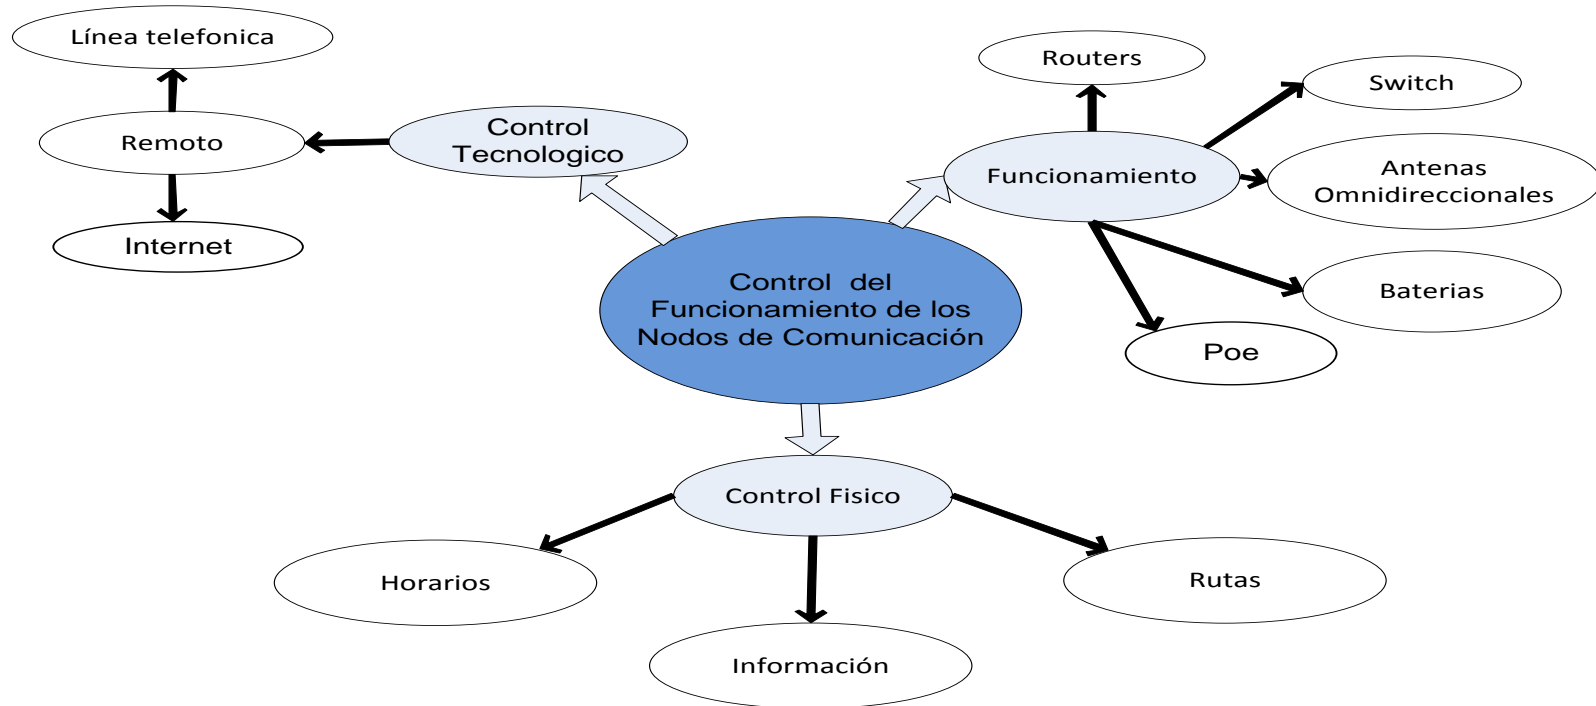 Línea telefonica
Remoto
Internet
Control
Tecnologico
Routers
Switch
Funcionamiento
Antenas
Omnidireccionales
Baterias
Poe
Control  del
Funcionamiento de los
Nodos de Comunicación
Control Fisico
Horarios
Información
Rutas